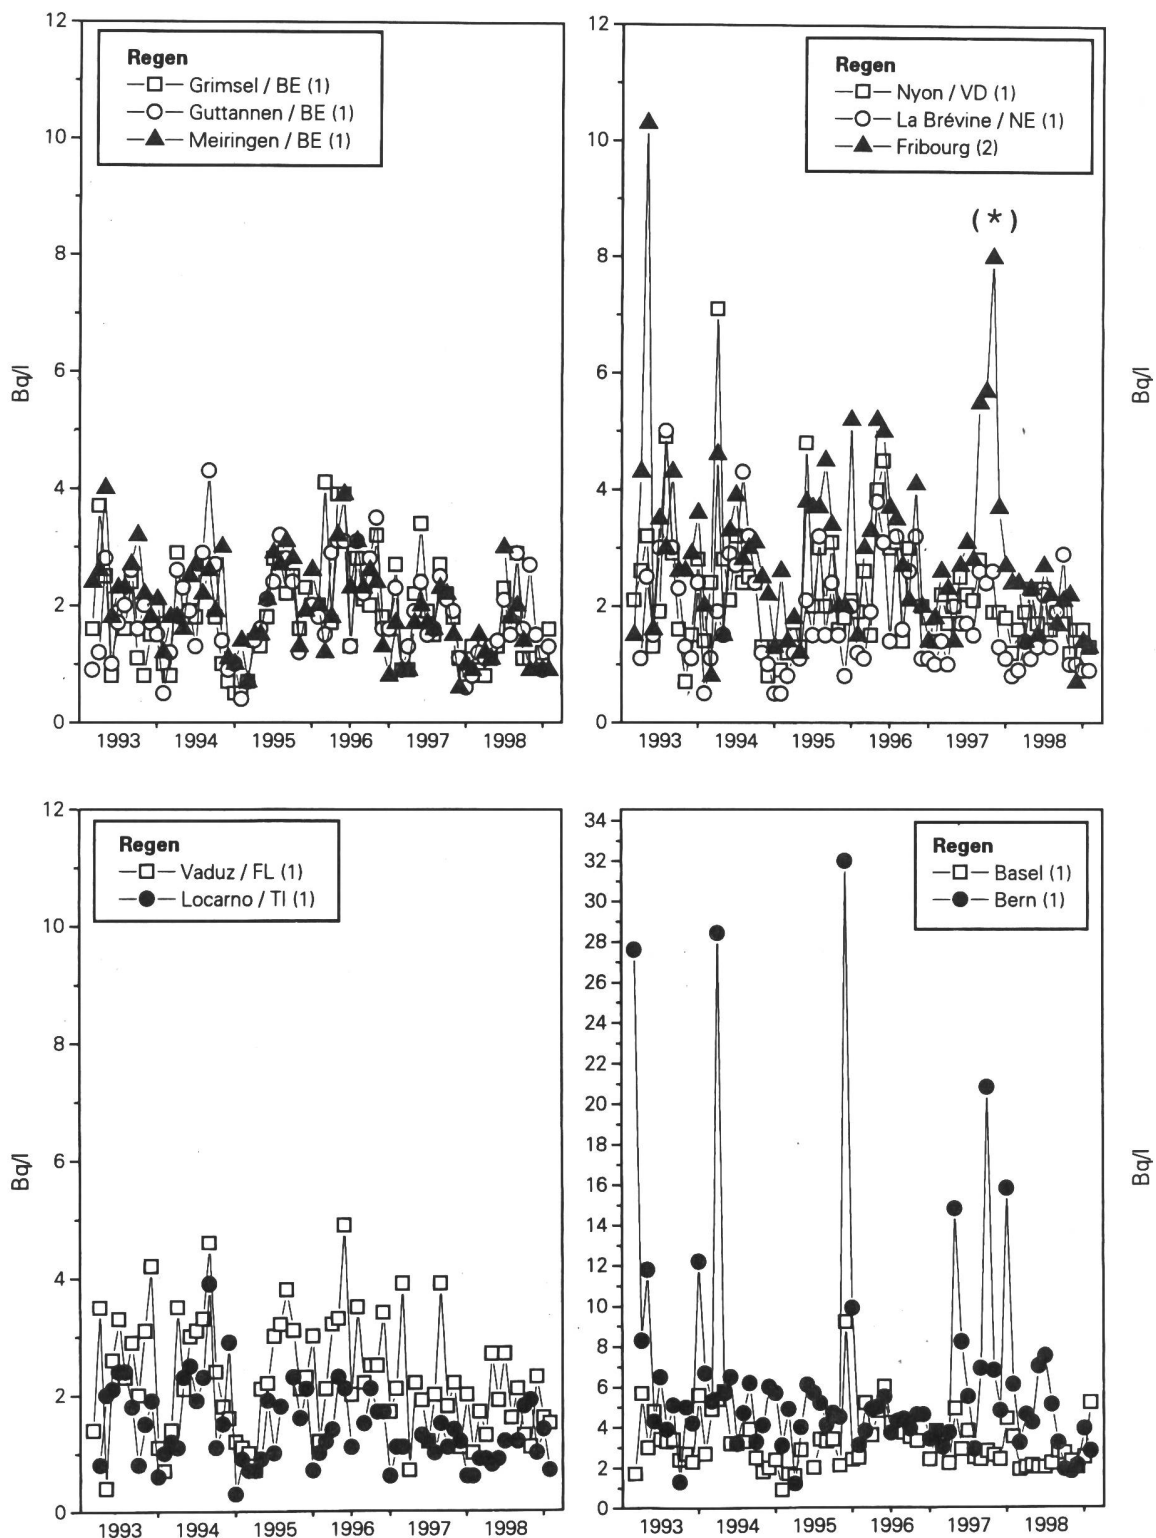 12
10
8
6
4
2
0
Bq/l
Regen
Grimsel / BE (1)
Guttannen / BE (1)
Meiringen / BE (1)
1993 1994 1995 1996 1997 1998
12
10
8
6
4
2
0
Bq/l
Regen
Nyon / VD (1)
La Brévine / NE (1)
Fribourg (2)
(*)
1993 1994 1995 1996 1997 1998
12
10
8
6
4
2
0
Bq/l
Regen
Vaduz / FL (1)
Locarno / TI (1)
1993 1994 1995 1996 1997 1998
34
32
30
28
26
24
22
20
18
16
14
12
10
8
6
4
2
0
Bq/l
Regen
Basel (1)
Bern (1)
1993 1994 1995 1996 1997 1998